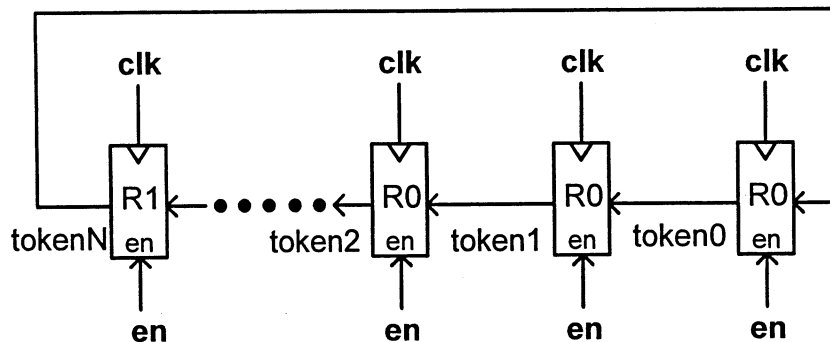 clk clk clk clk
R1 R0 R0 R0
en en en en
tokenN token2 token1 token0
en en en en